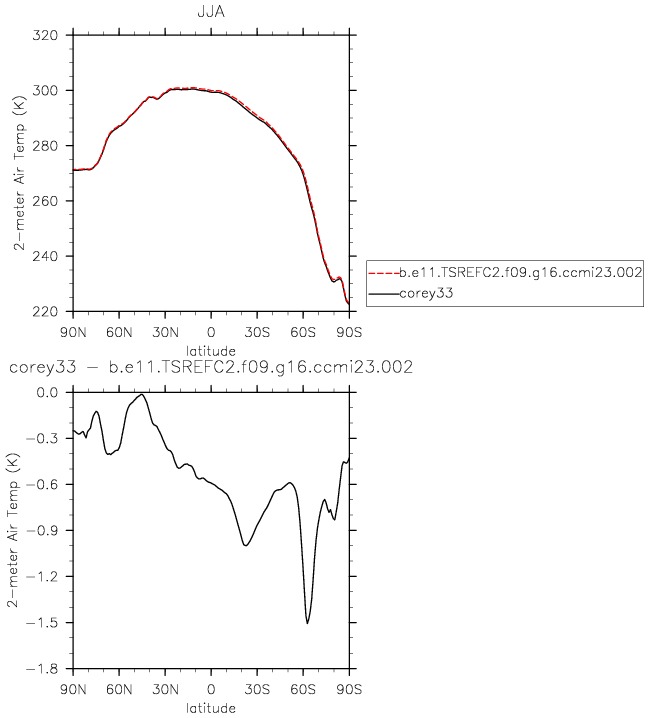 JJA
320
300
280
260
240
220
2-meter Air Temp (K)
90N 60N 30N 0 30S 60S 90S
latitude
b.e11.TSREFC2.f09.g16.ccmi23.002
corey33
corey33 - b.e11.TSREFC2.f09.g16.ccmi23.002
0.0
-0.3
-0.6
-0.9
-1.2
-1.5
-1.8
2-meter Air Temp (K)
90N 60N 30N 0 30S 60S 90S
latitude